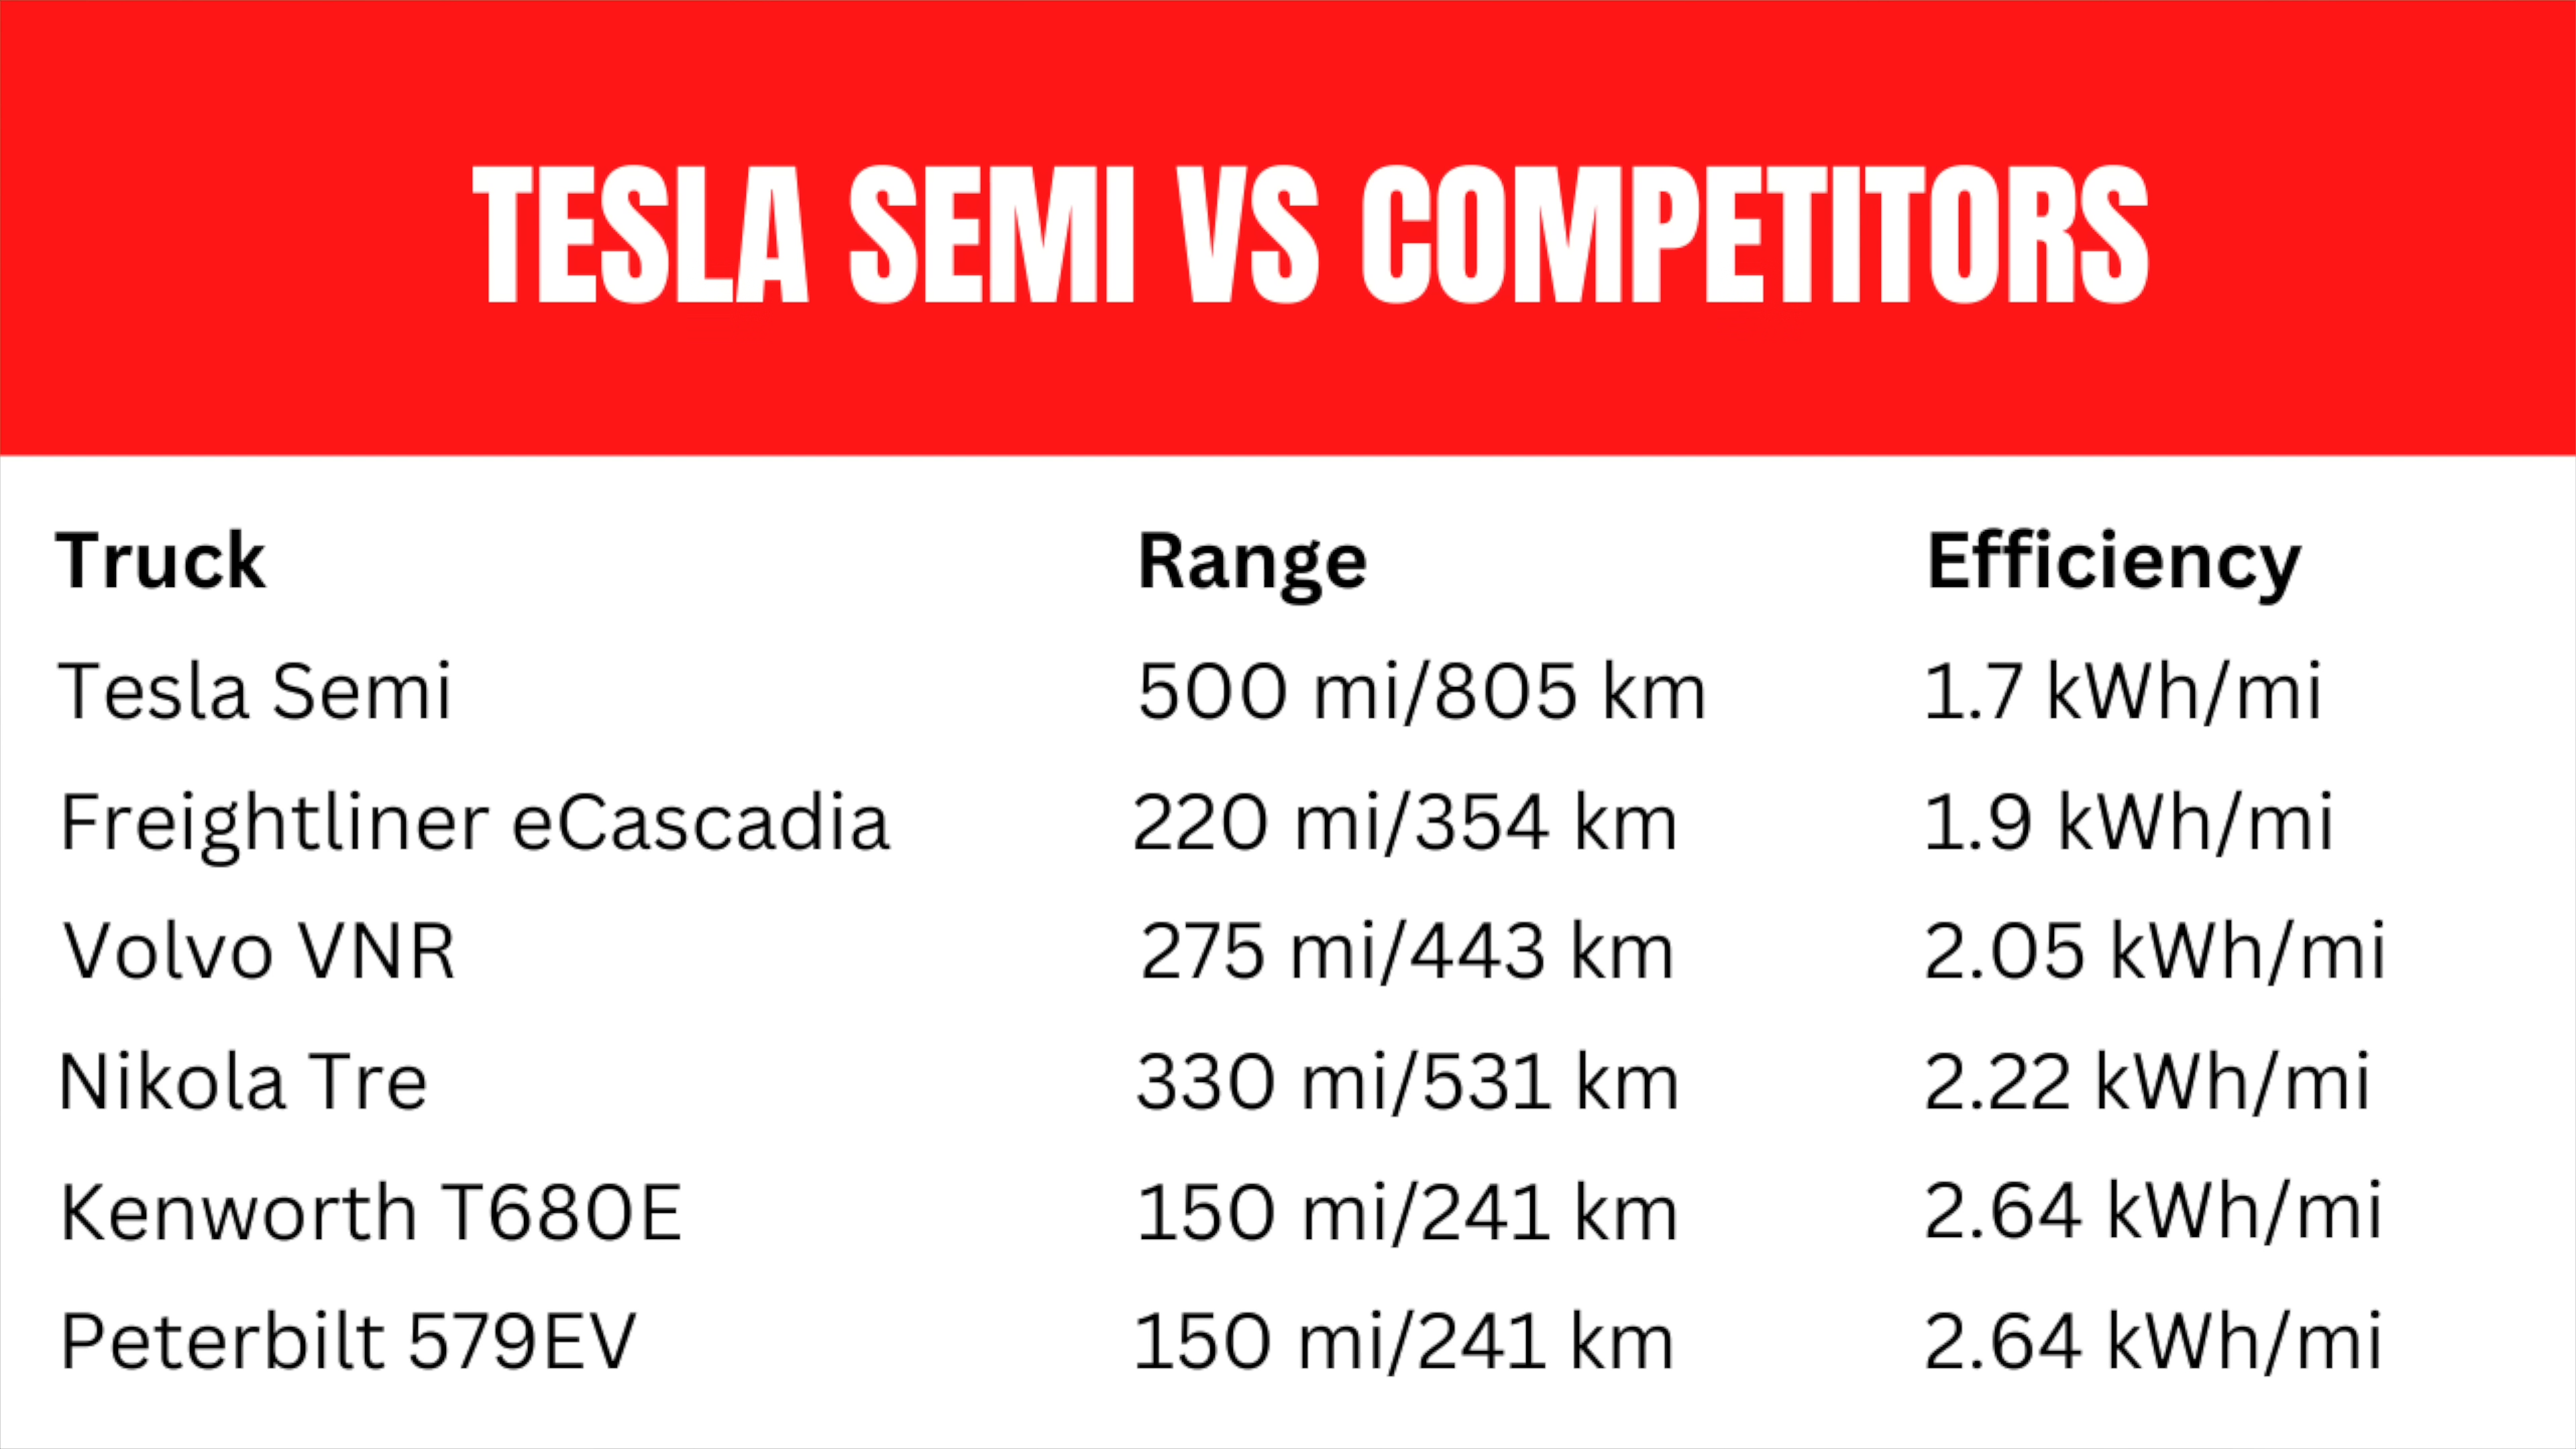 TESLA SEMI VS COMPETITORS
Truck Range Efficiency
Tesla Semi 500 mi/805 km 1.7 kWh/mi
Freightliner eCascadia 220 mi/354 km 1.9 kWh/mi
Volvo VNR 275 mi/443 km 2.05 kWh/mi
Nikola Tre 330 mi/531 km 2.22 kWh/mi
Kenworth T680E 150 mi/241 km 2.64 kWh/mi
Peterbilt 579EV 150 mi/241 km 2.64 kWh/mi